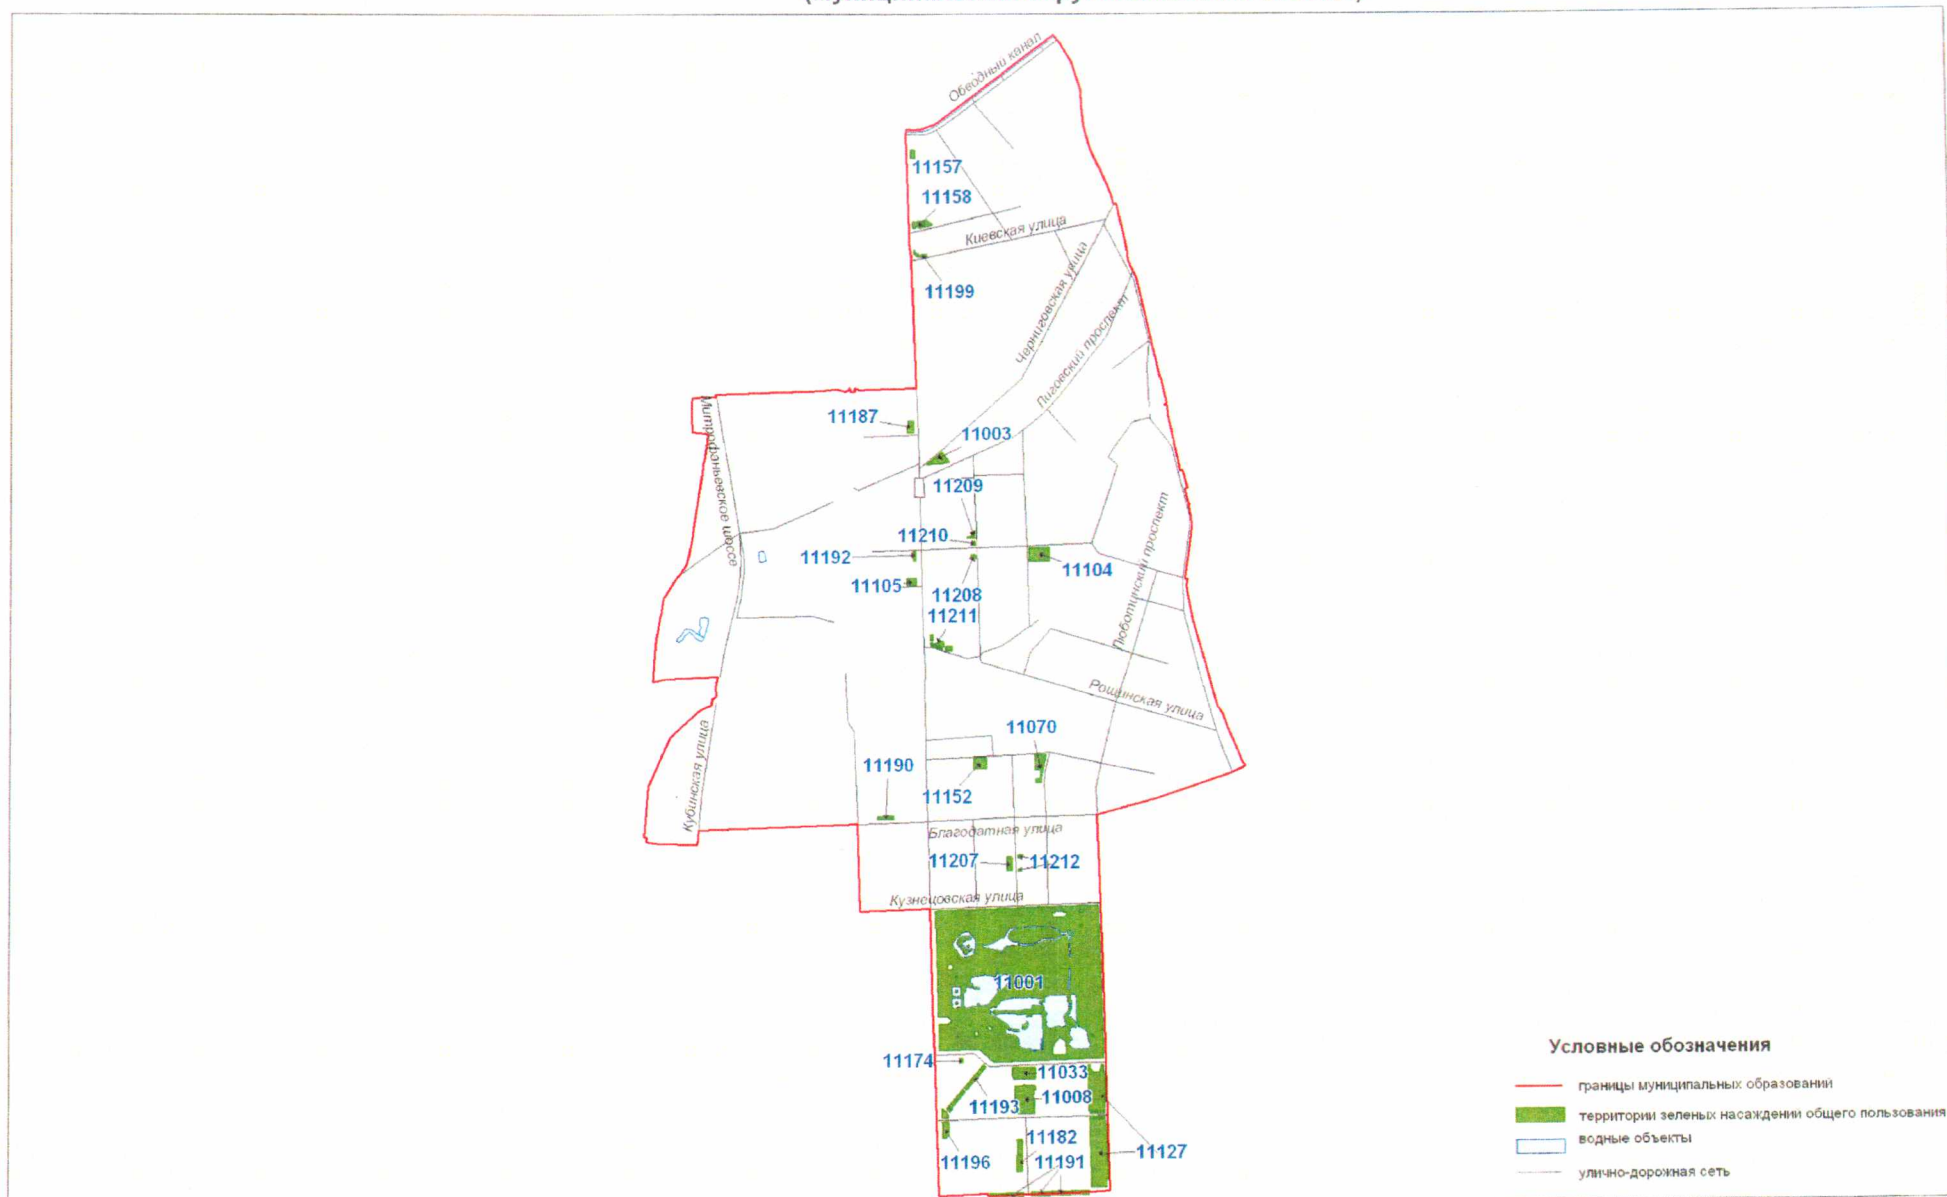 Обводный канал
11157
11158
Киевская улица
11199
Черниговская улица
Лиговский проспект
Митрофаньевское шоссе
11187
11003
11209
11210
11192
11104
11105
11208
11211
Люботинский проспект
Рощинская улица
11070
Кубинская улица
11190
11152
Благодатная улица
11207
11212
Кузнецовская улица
11001
11174
11033
11193
11008
11182
11196
11191
11127
Условные обозначения
границы муниципальных образований
территории зеленых насаждений общего пользования
водные объекты
улично-дорожная сеть